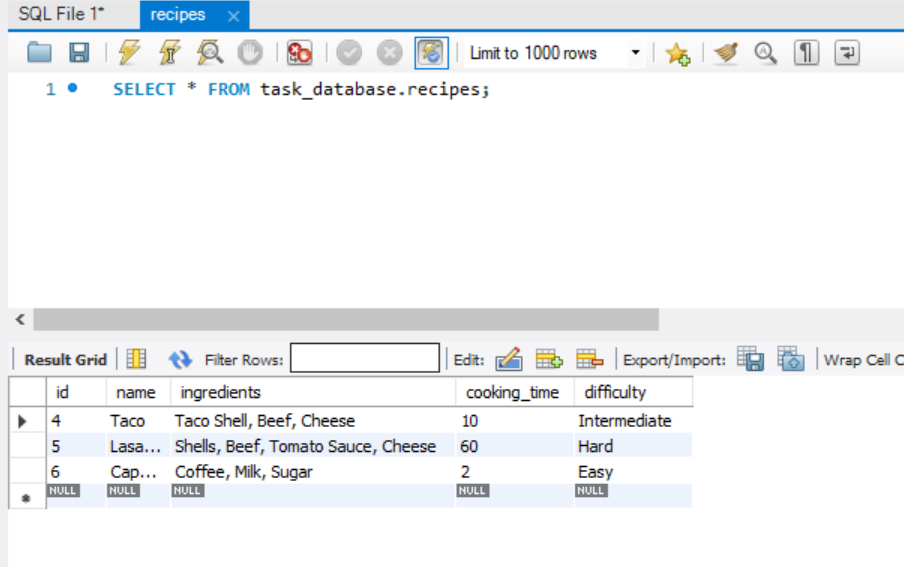 SQL File 1* recipes
Limit to 1000 rows
1 SELECT * FROM task_database.recipes;
Result Grid Filter Rows: Edit: Export/Import: Wrap Cell C
id name ingredients cooking_time difficulty
4 Taco Taco Shell, Beef, Cheese 10 Intermediate
5 Lasa... Shells, Beef, Tomato Sauce, Cheese 60 Hard
6 Cap... Coffee, Milk, Sugar 2 Easy
NULL NULL NULL NULL NULL